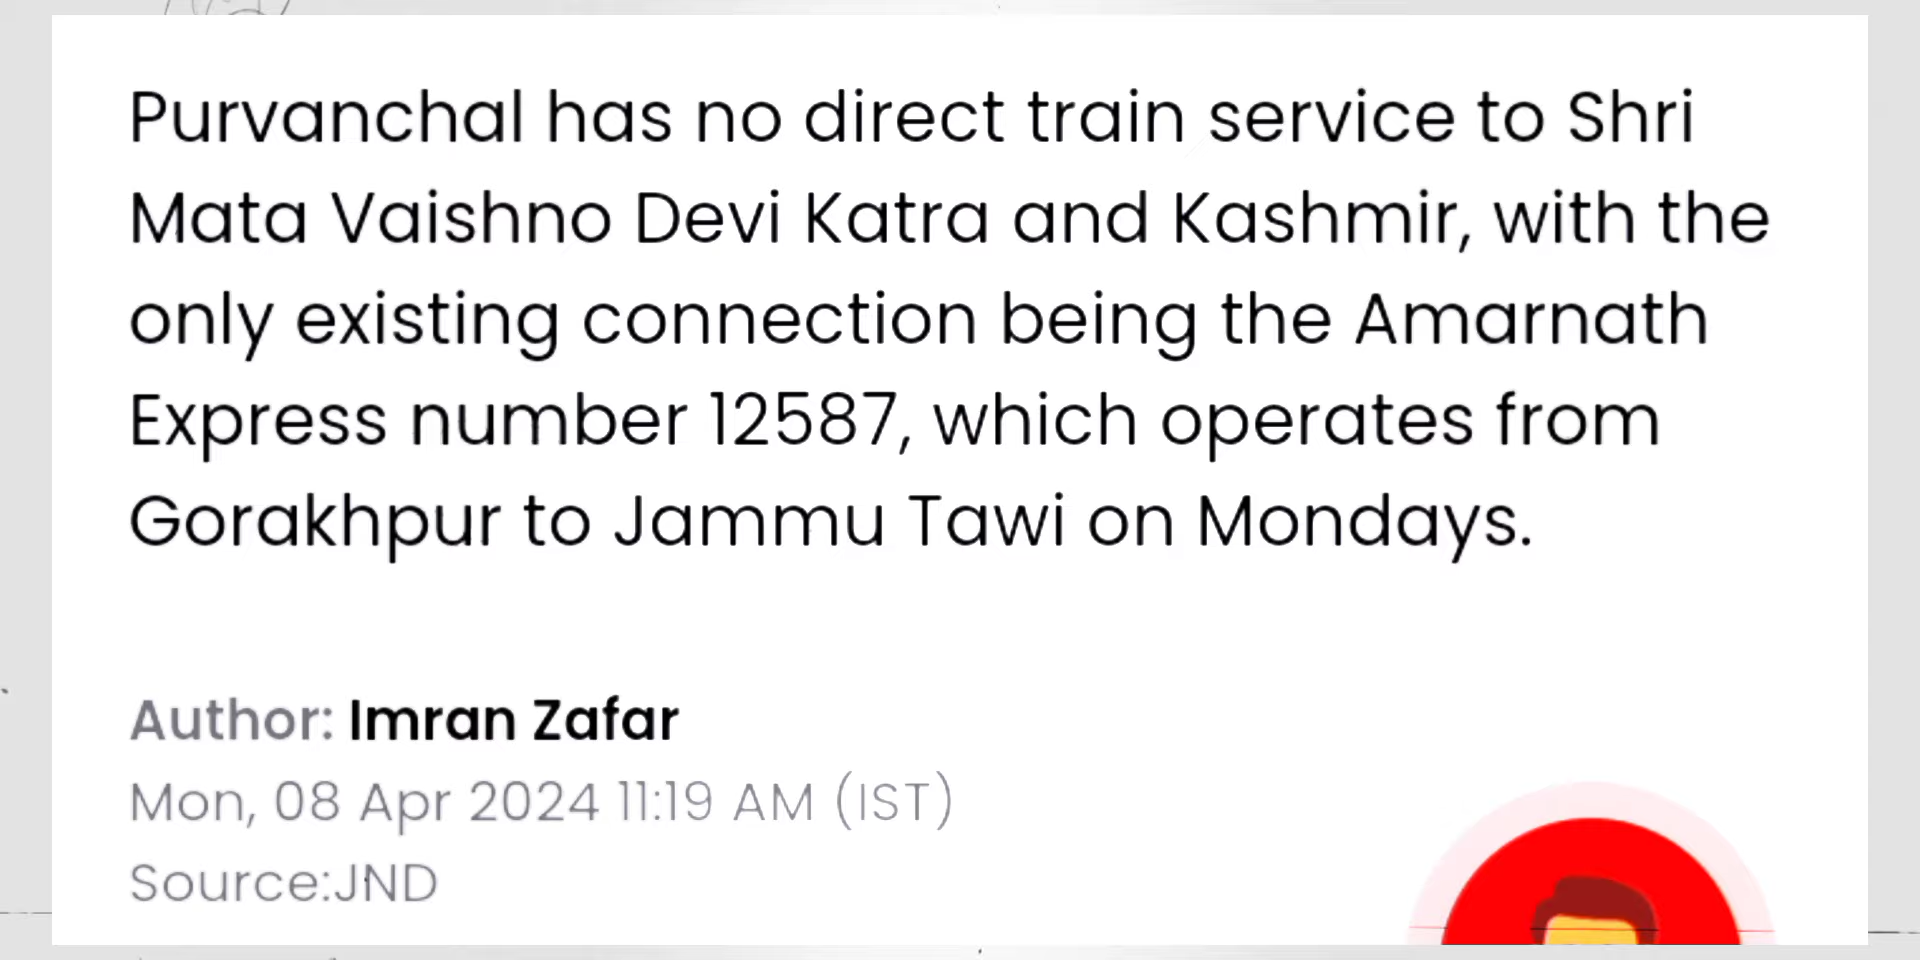 Purvanchal has no direct train service to Shri
Mata Vaishno Devi Katra and Kashmir, with the
only existing connection being the Amarnath
Express number 12587, which operates from
Gorakhpur to Jammu Tawi on Mondays.
Author: Imran Zafar
Mon, 08 Apr 2024 11:19 AM (IST)
Source:JND